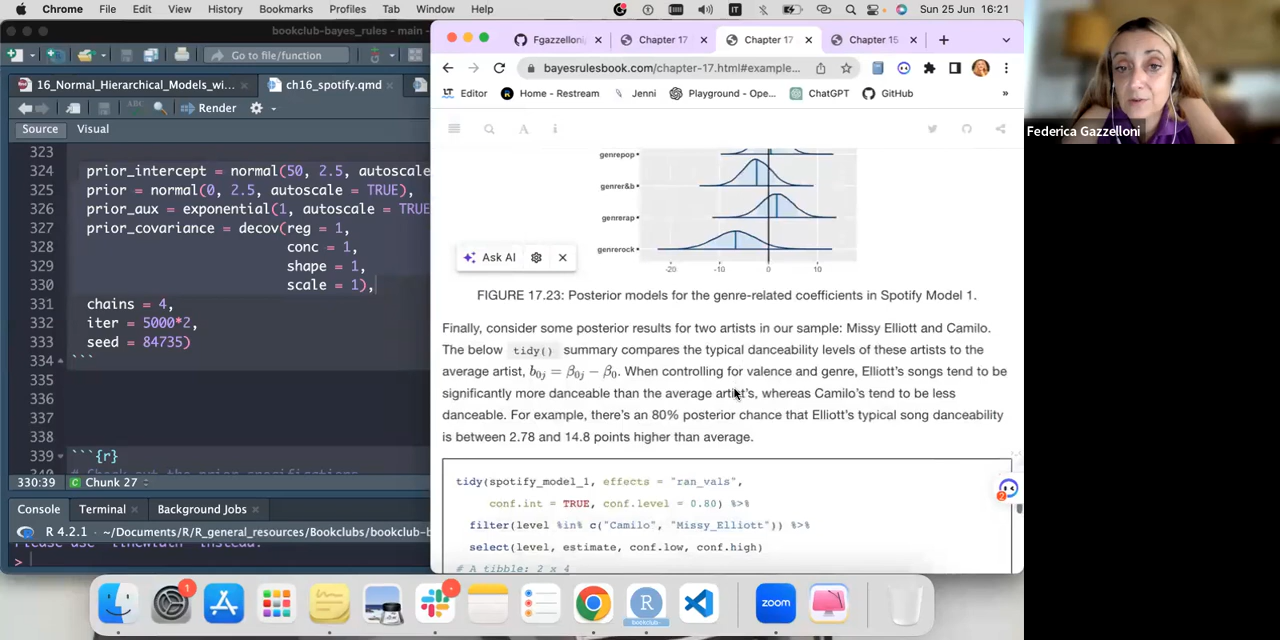 Chrome File Edit View History Bookmarks Profiles Tab Window Help Sun 25 Jun 16:21
bookclub-bayes_rules - main -
Go to file/function
16_Normal_Hierarchical_Models_wi... ch16_spotify.qmd
Render
Source Visual
323
324 prior_intercept = normal(50, 2.5, autoscale
325 prior = normal(0, 2.5, autoscale = TRUE),
326 prior_aux = exponential(1, autoscale = TRUE
327 prior_covariance = decov(reg = 1,
328 conc = 1,
329 shape = 1,
330 scale = 1),
331 chains = 4,
332 iter = 5000*2,
333 seed = 84735)
334 ```
335
336
337
338
339 ```{r}
330:39 Chunk 27
Console Terminal Background Jobs
R 4.2.1 · ~/Documents/R/R_general_resources/Bookclubs/bookclub-b
>
Fgazzelloni Chapter 17 Chapter 17 Chapter 15
bayesrulesbook.com/chapter-17.html#example...
Editor Home - Restream Jenni Playground - Ope... ChatGPT GitHub »
genrepop
genrer&b
genrerap
genrerock
-20 -10 0 10
Ask AI
FIGURE 17.23: Posterior models for the genre-related coefficients in Spotify Model 1.
Finally, consider some posterior results for two artists in our sample: Missy Elliott and Camilo.
The below tidy() summary compares the typical danceability levels of these artists to the
average artist, b0j = β0j − β0. When controlling for valence and genre, Elliott's songs tend to be
significantly more danceable than the average artist's, whereas Camilo's tend to be less
danceable. For example, there's an 80% posterior chance that Elliott's typical song danceability
is between 2.78 and 14.8 points higher than average.
tidy(spotify_model_1, effects = "ran_vals",
conf.int = TRUE, conf.level = 0.80) %>%
filter(level %in% c("Camilo", "Missy_Elliott")) %>%
select(level, estimate, conf.low, conf.high)
# A tibble: 2 x 4
Federica Gazzelloni
zoom